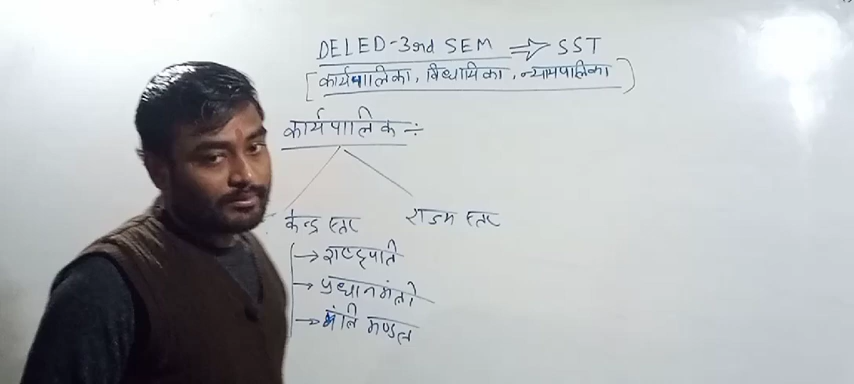 DELED-3rd SEM ⇒ SST
[कार्यपालिका, विधायिका, न्यायपालिका]
कार्यपालिक ÷
केन्द्र स्तर राज्य स्तर
→ राष्ट्रपति
→ प्रधानमंत्री
→ मंत्रि मण्डल